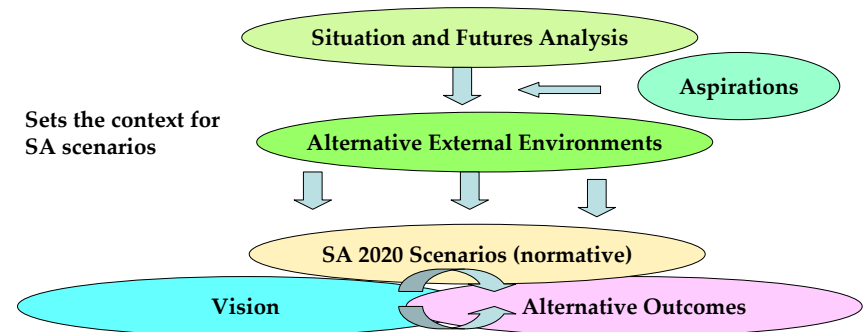 Situation and Futures Analysis
Aspirations
Sets the context for
SA scenarios
Alternative External Environments
SA 2020 Scenarios (normative)
Vision
Alternative Outcomes